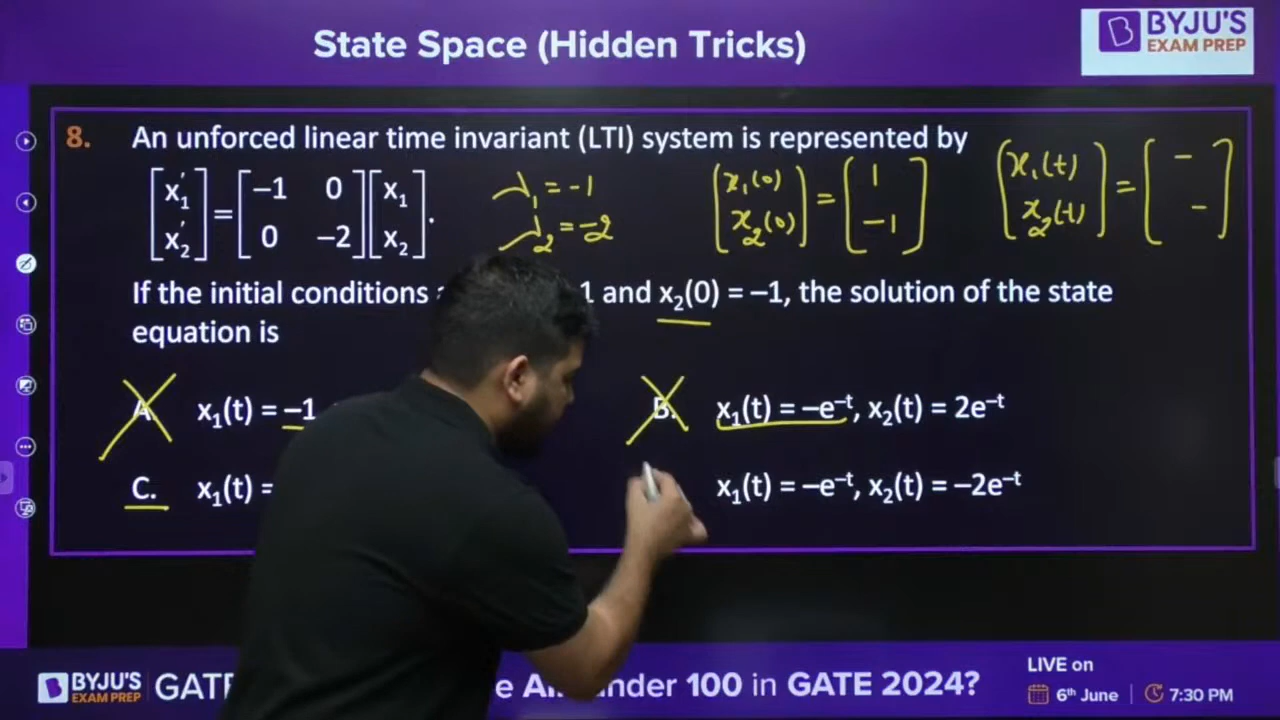 State Space (Hidden Tricks)
BYJU'S
EXAM PREP
8. An unforced linear time invariant (LTI) system is represented by
[x₁′ x₂′] = [–1 0 0 –2] [x₁ x₂].
λ₁ = -1
λ₂ = -2
(x₁(0) x₂(0)) = (1 -1)
(x₁(t) x₂(t)) = [- -]
If the initial conditions 1 and x₂(0) = –1, the solution of the state
equation is
A. x₁(t) = –1
B. x₁(t) = –e⁻ᵗ, x₂(t) = 2e⁻ᵗ
C. x₁(t) =
x₁(t) = –e⁻ᵗ, x₂(t) = –2e⁻ᵗ
BYJU'S
EXAM PREP
100 in GATE 2024?
LIVE on
6th June | 7:30 PM